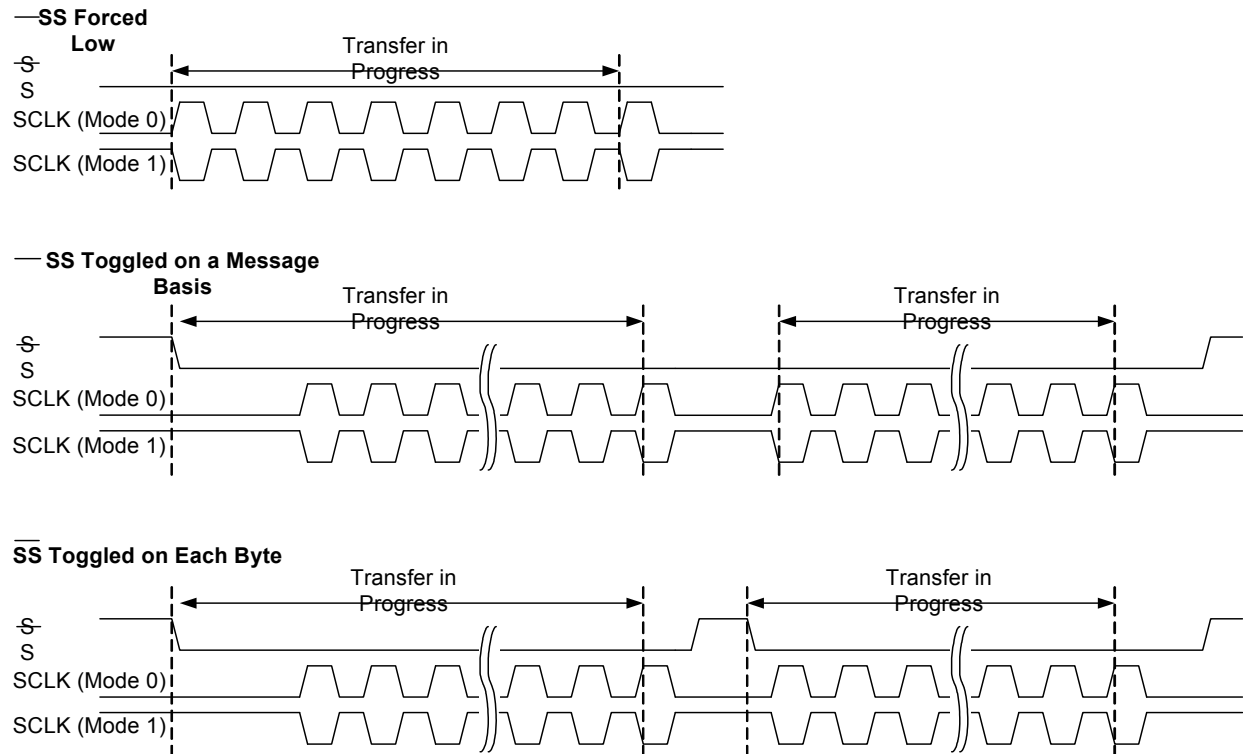 SS Forced
Low
Transfer in
Progress
S
S
SCLK (Mode 0)
SCLK (Mode 1)
SS Toggled on a Message
Basis
Transfer in
Progress
Transfer in
Progress
S
S
SCLK (Mode 0)
SCLK (Mode 1)
SS Toggled on Each Byte
Transfer in
Progress
Transfer in
Progress
S
S
SCLK (Mode 0)
SCLK (Mode 1)